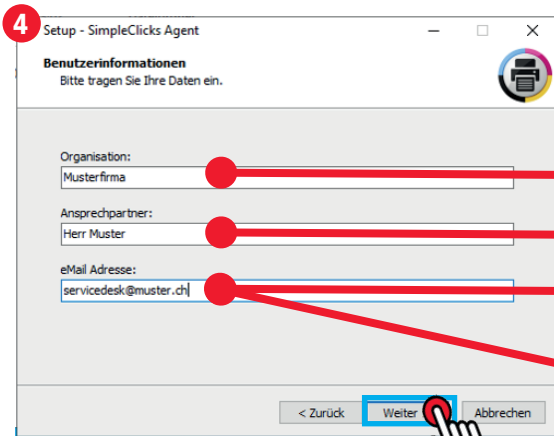 4
Setup - SimpleClicks Agent
Benutzerinformationen
Bitte tragen Sie Ihre Daten ein.
Organisation:
Musterfirma
Ansprechpartner:
Herr Muster
eMail Adresse:
servicedesk@muster.ch
< Zurück Weiter Abbrechen